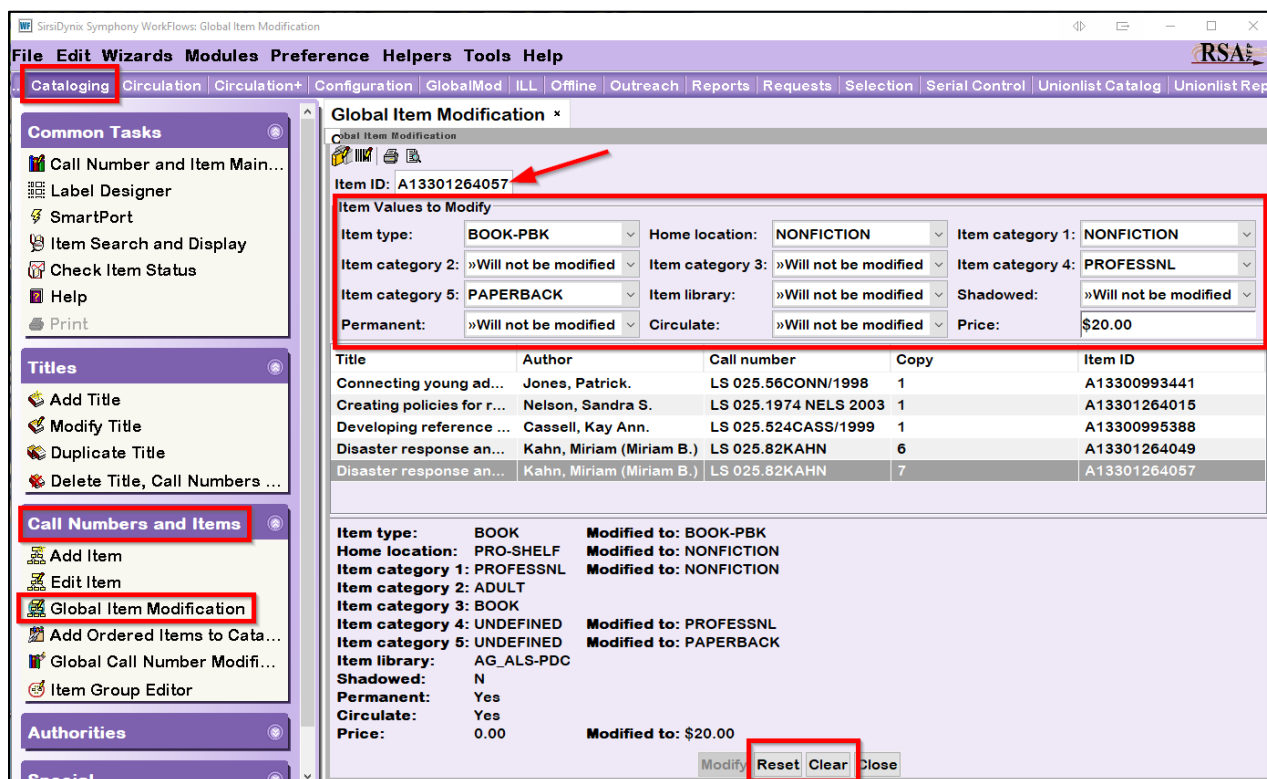 WF SirsiDynix Symphony WorkFlows: Global Item Modification
File Edit Wizards Modules Preference Helpers Tools Help
RSA
Cataloging Circulation Circulation+ Configuration GlobalMod ILL Offline Outreach Reports Requests Selection Serial Control Unionlist Catalog Unionlist Rep
Common Tasks
Call Number and Item Main...
Label Designer
SmartPort
Item Search and Display
Check Item Status
Help
Print
Titles
Add Title
Modify Title
Duplicate Title
Delete Title, Call Numbers ...
Call Numbers and Items
Add Item
Edit Item
Global Item Modification
Add Ordered Items to Cata...
Global Call Number Modifi...
Item Group Editor
Authorities
Special
Global Item Modification ×
Cobal Item Modification
Item ID: A13301264057
Item Values to Modify
Item type: BOOK-PBK Home location: NONFICTION Item category 1: NONFICTION
Item category 2: »Will not be modified Item category 3: »Will not be modified Item category 4: PROFESSNL
Item category 5: PAPERBACK Item library: »Will not be modified Shadowed: »Will not be modified
Permanent: »Will not be modified Circulate: »Will not be modified Price: $20.00
Title Author Call number Copy Item ID
Connecting young ad... Jones, Patrick. LS 025.56CONN/1998 1 A13300993441
Creating policies for r... Nelson, Sandra S. LS 025.1974 NELS 2003 1 A13301264015
Developing reference ... Cassell, Kay Ann. LS 025.524CASS/1999 1 A13300995388
Disaster response an... Kahn, Miriam (Miriam B.) LS 025.82KAHN 6 A13301264049
Disaster response an... Kahn, Miriam (Miriam B.) LS 025.82KAHN 7 A13301264057
Item type: BOOK Modified to: BOOK-PBK
Home location: PRO-SHELF Modified to: NONFICTION
Item category 1: PROFESSNL Modified to: NONFICTION
Item category 2: ADULT
Item category 3: BOOK
Item category 4: UNDEFINED Modified to: PROFESSNL
Item category 5: UNDEFINED Modified to: PAPERBACK
Item library: AG_ALS-PDC
Shadowed: N
Permanent: Yes
Circulate: Yes
Price: 0.00 Modified to: $20.00
Modify Reset Clear Close